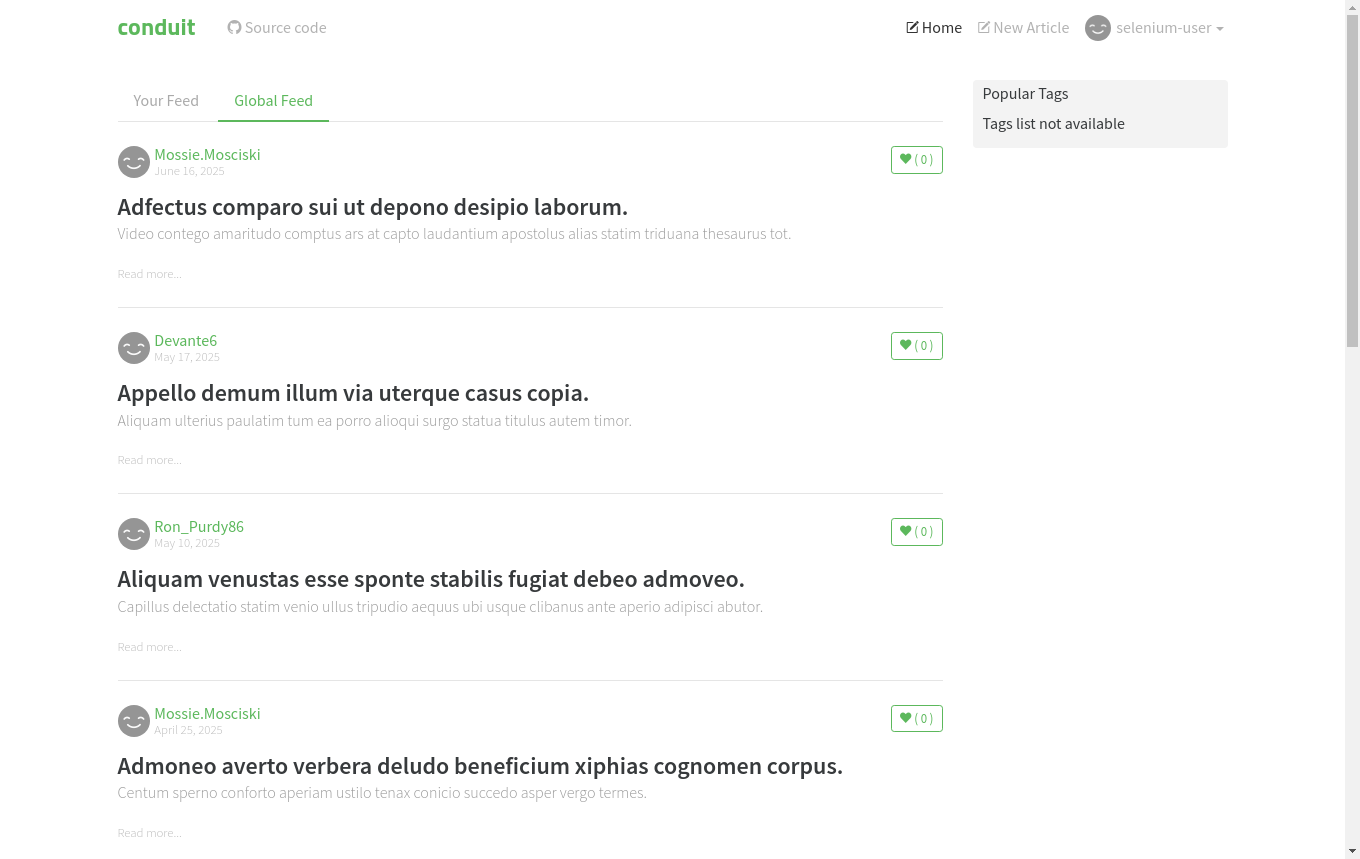 conduit
Source code
Home
New Article
selenium-user
Your Feed
Global Feed
Popular Tags
Tags list not available
Mossie.Mosciski
June 16, 2025
( 0 )
Adfectus comparo sui ut depono desipio laborum.
Video contego amaritudo comptus ars at capto laudantium apostolus alias statim triduana thesaurus tot.
Read more...
Devante6
May 17, 2025
( 0 )
Appello demum illum via uterque casus copia.
Aliquam ulterius paulatim tum ea porro alioqui surgo statua titulus autem timor.
Read more...
Ron_Purdy86
May 10, 2025
( 0 )
Aliquam venustas esse sponte stabilis fugiat debeo admoveo.
Capillus delectatio statim venio ullus tripudio aequus ubi usque clibanus ante aperio adipisci abutor.
Read more...
Mossie.Mosciski
April 25, 2025
( 0 )
Admoneo averto verbera deludo beneficium xiphias cognomen corpus.
Centum sperno conforto aperiam ustilo tenax conicio succedo asper vergo termes.
Read more...